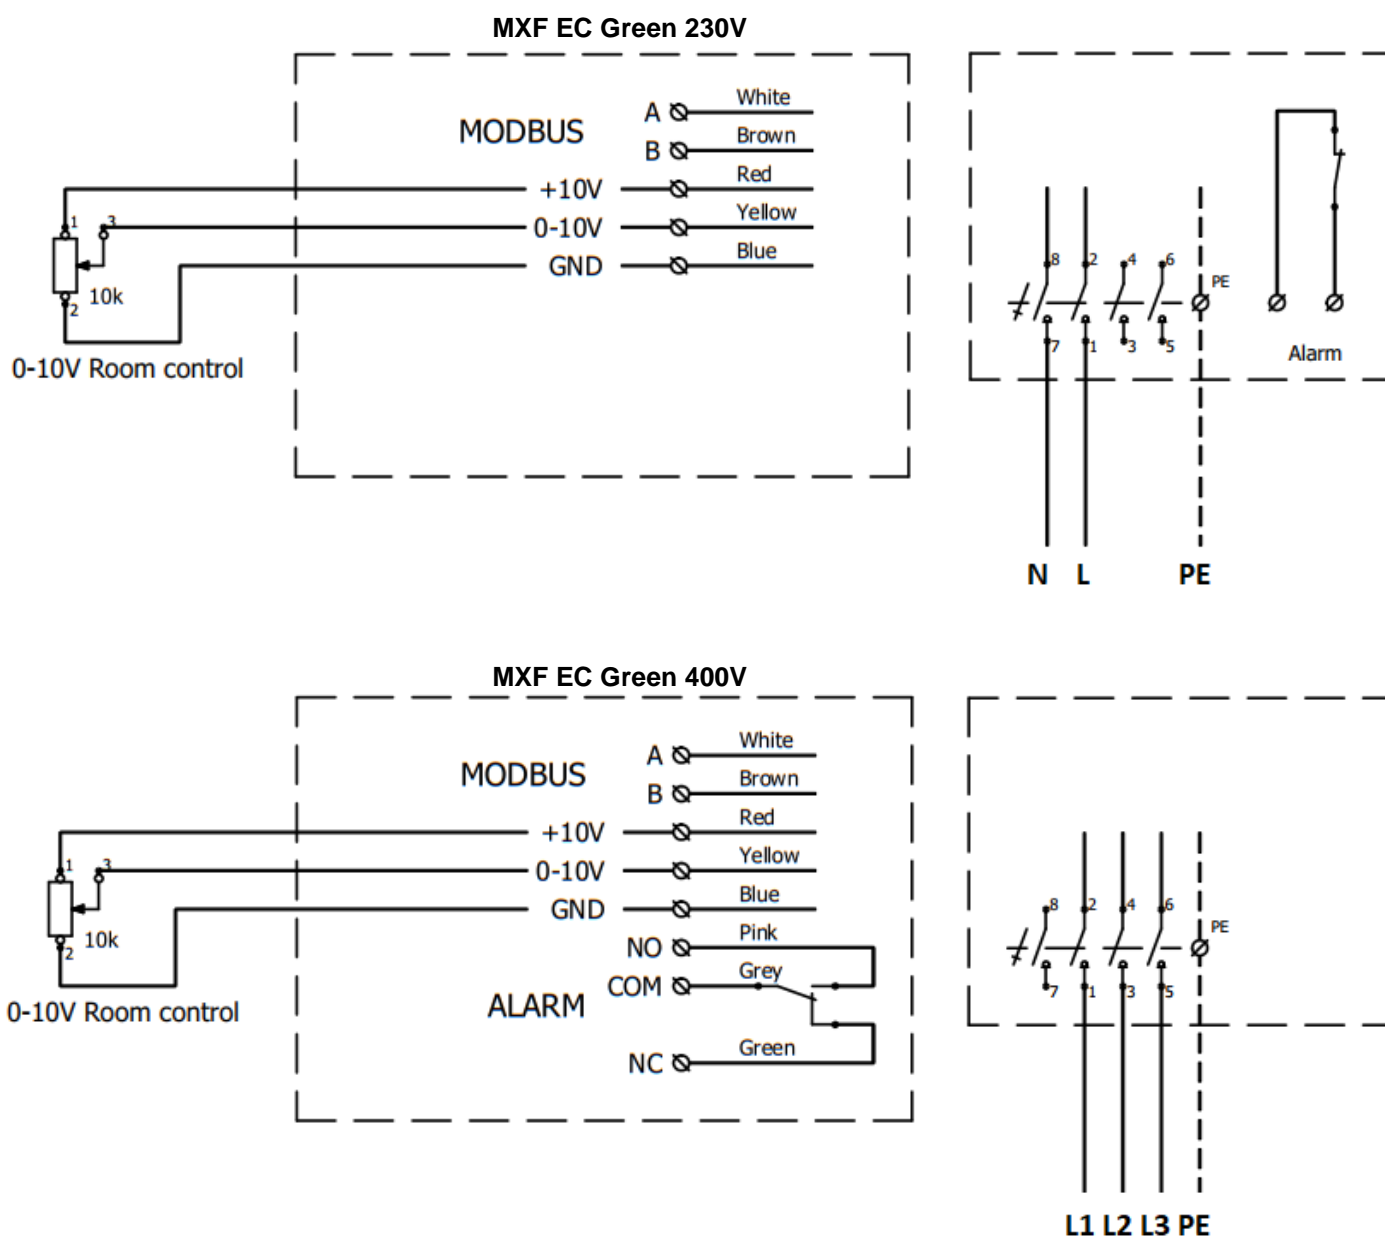 MXF EC Green 230V
MODBUS
A White
B Brown
+10V Red
0-10V Yellow
GND Blue
1 3
10k
2
0-10V Room control
8 2 4 6
PE
7 1 3 5
Alarm
N L PE
MXF EC Green 400V
MODBUS
A White
B Brown
+10V Red
0-10V Yellow
GND Blue
1 3
10k
2
0-10V Room control
NO Pink
COM Grey
ALARM
NC Green
8 2 4 6
PE
7 1 3 5
L1 L2 L3 PE